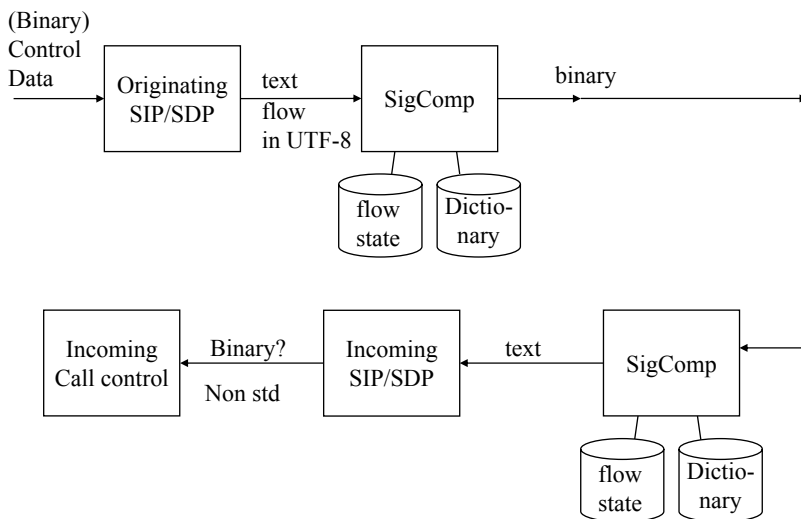 (Binary)
Control
Data
Originating
SIP/SDP
text
flow
in UTF-8
SigComp
binary
flow
state
Dictio-
nary
Incoming
Call control
Binary?
Non std
Incoming
SIP/SDP
text
SigComp
flow
state
Dictio-
nary